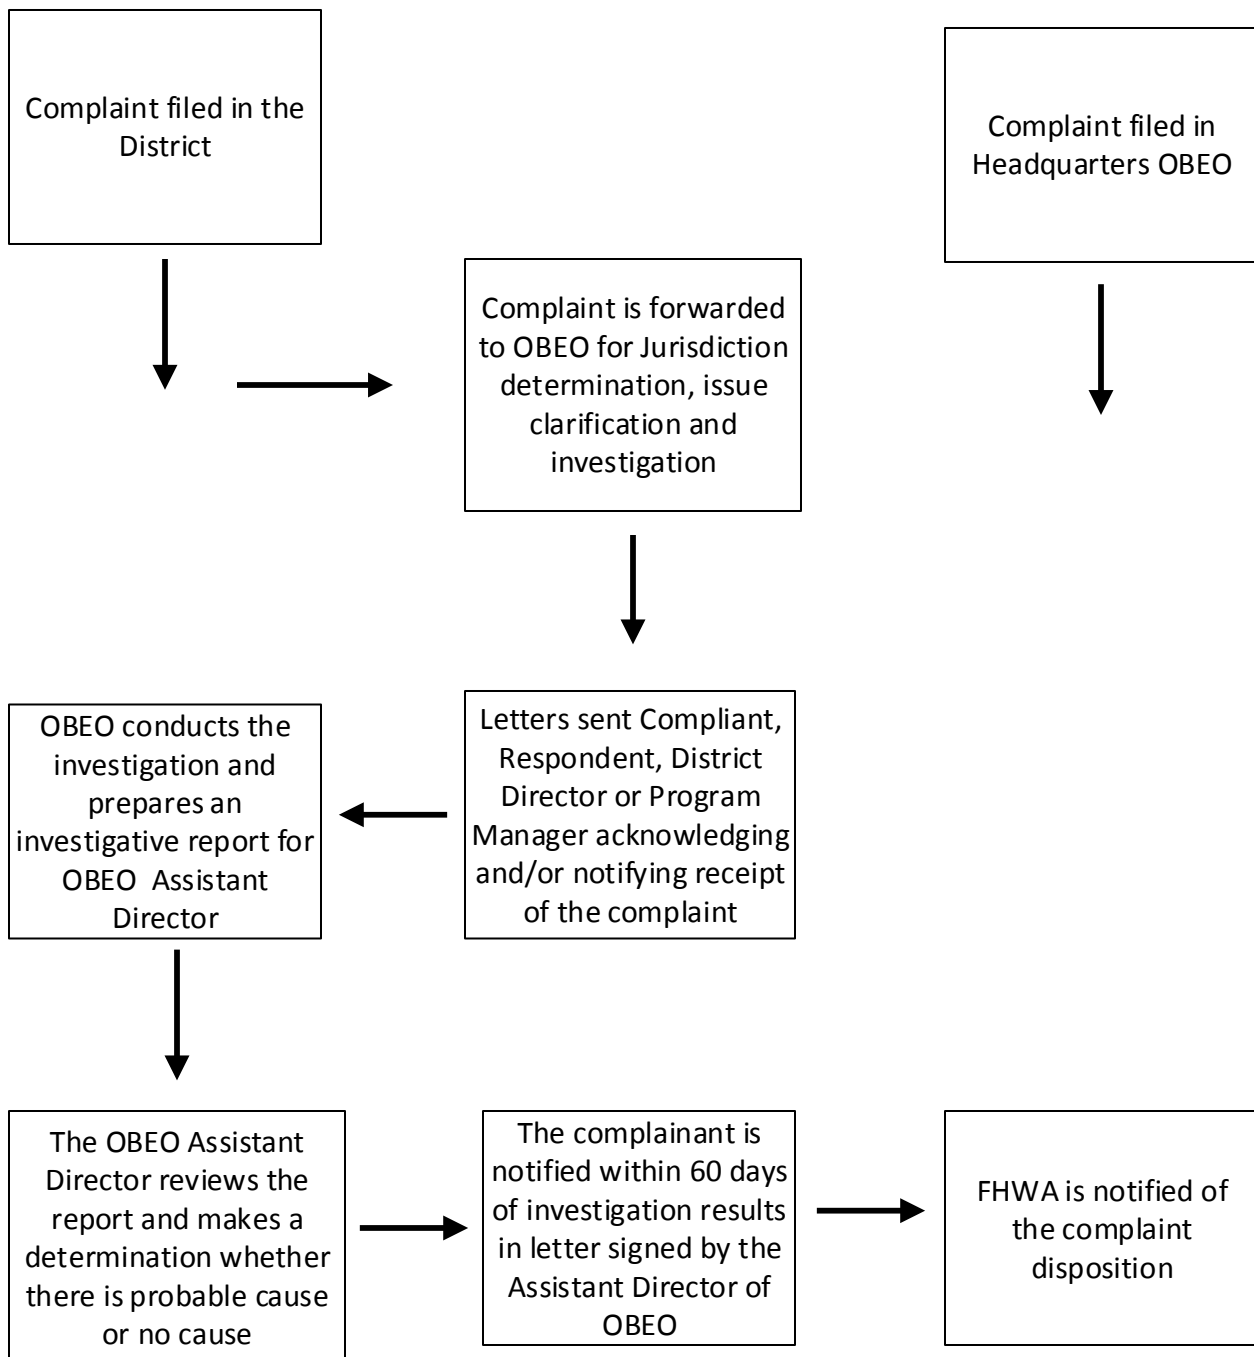 Complaint filed in the
District
Complaint filed in
Headquarters OBEO
Complaint is forwarded
to OBEO for Jurisdiction
determination, issue
clarification and
investigation
Letters sent Compliant,
Respondent, District
Director or Program
Manager acknowledging
and/or notifying receipt
of the complaint
OBEO conducts the
investigation and
prepares an
investigative report for
OBEO Assistant
Director
The OBEO Assistant
Director reviews the
report and makes a
determination whether
there is probable cause
or no cause
The complainant is
notified within 60 days
of investigation results
in letter signed by the
Assistant Director of
OBEO
FHWA is notified of
the complaint
disposition